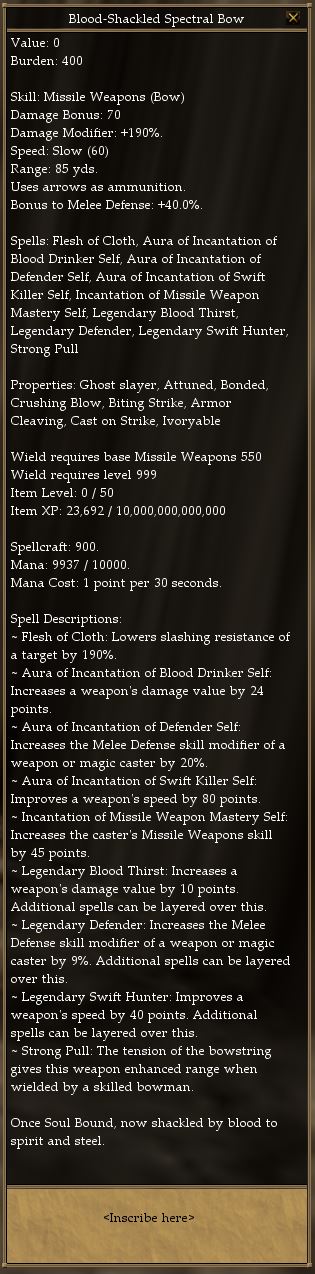 Blood-Shackled Spectral Bow
Value: 0
Burden: 400
Skill: Missile Weapons (Bow)
Damage Bonus: 70
Damage Modifier: +190%.
Speed: Slow (60)
Range: 85 yds.
Uses arrows as ammunition.
Bonus to Melee Defense: +40.0%.
Spells: Flesh of Cloth, Aura of Incantation of
Blood Drinker Self, Aura of Incantation of
Defender Self, Aura of Incantation of Swift
Killer Self, Incantation of Missile Weapon
Mastery Self, Legendary Blood Thirst,
Legendary Defender, Legendary Swift Hunter,
Strong Pull
Properties: Ghost slayer, Attuned, Bonded,
Crushing Blow, Biting Strike, Armor
Cleaving, Cast on Strike, Ivoryable
Wield requires base Missile Weapons 550
Wield requires level 999
Item Level: 0 / 50
Item XP: 23,692 / 10,000,000,000,000
Spellcraft: 900.
Mana: 9937 / 10000.
Mana Cost: 1 point per 30 seconds.
Spell Descriptions:
~ Flesh of Cloth: Lowers slashing resistance of
a target by 190%.
~ Aura of Incantation of Blood Drinker Self:
Increases a weapon's damage value by 24
points.
~ Aura of Incantation of Defender Self:
Increases the Melee Defense skill modifier of a
weapon or magic caster by 20%.
~ Aura of Incantation of Swift Killer Self:
Improves a weapon's speed by 80 points.
~ Incantation of Missile Weapon Mastery Self:
Increases the caster's Missile Weapons skill
by 45 points.
~ Legendary Blood Thirst: Increases a
weapon's damage value by 10 points.
Additional spells can be layered over this.
~ Legendary Defender: Increases the Melee
Defense skill modifier of a weapon or magic
caster by 9%. Additional spells can be layered
over this.
~ Legendary Swift Hunter: Improves a
weapon's speed by 40 points. Additional
spells can be layered over this.
~ Strong Pull: The tension of the bowstring
gives this weapon enhanced range when
wielded by a skilled bowman.
Once Soul Bound, now shackled by blood to
spirit and steel.
<Inscribe here>